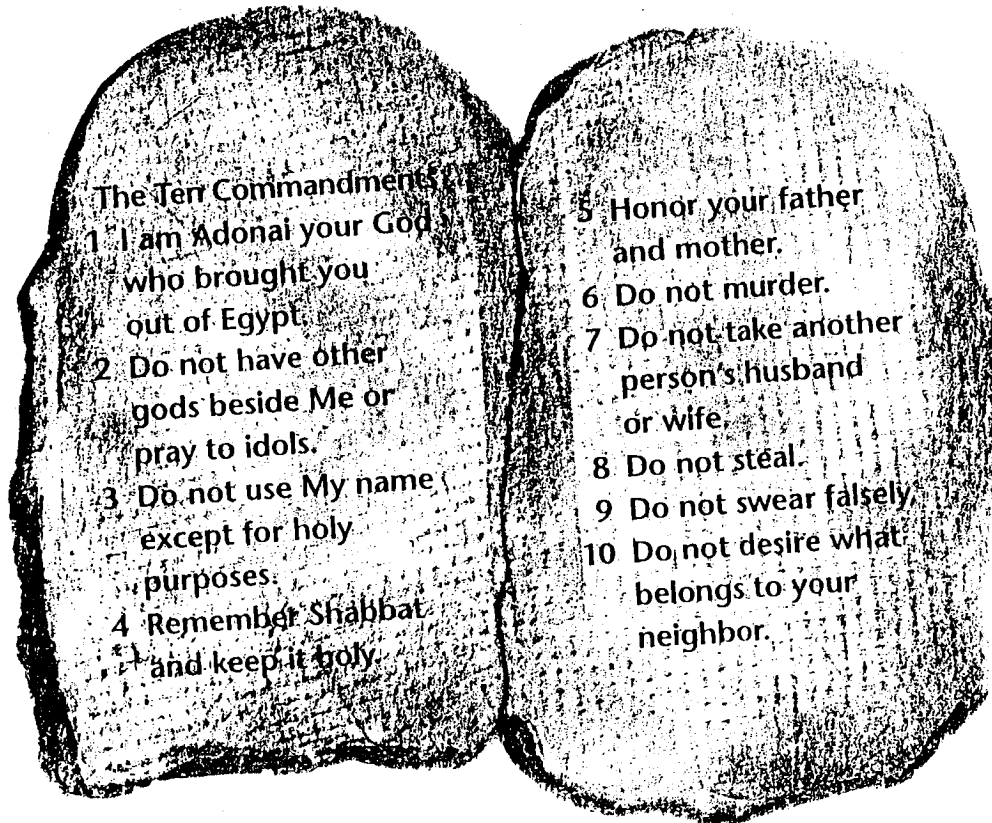 The Ten Commandments
1 I am Adonai your God
who brought you
out of Egypt.
2 Do not have other
gods beside Me or
pray to idols.
3 Do not use My name
except for holy
purposes.
4 Remember Shabbat
and keep it holy.
5 Honor your father
and mother.
6 Do not murder.
7 Do not take another
person's husband
or wife.
8 Do not steal.
9 Do not swear falsely.
10 Do not desire what
belongs to your
neighbor.